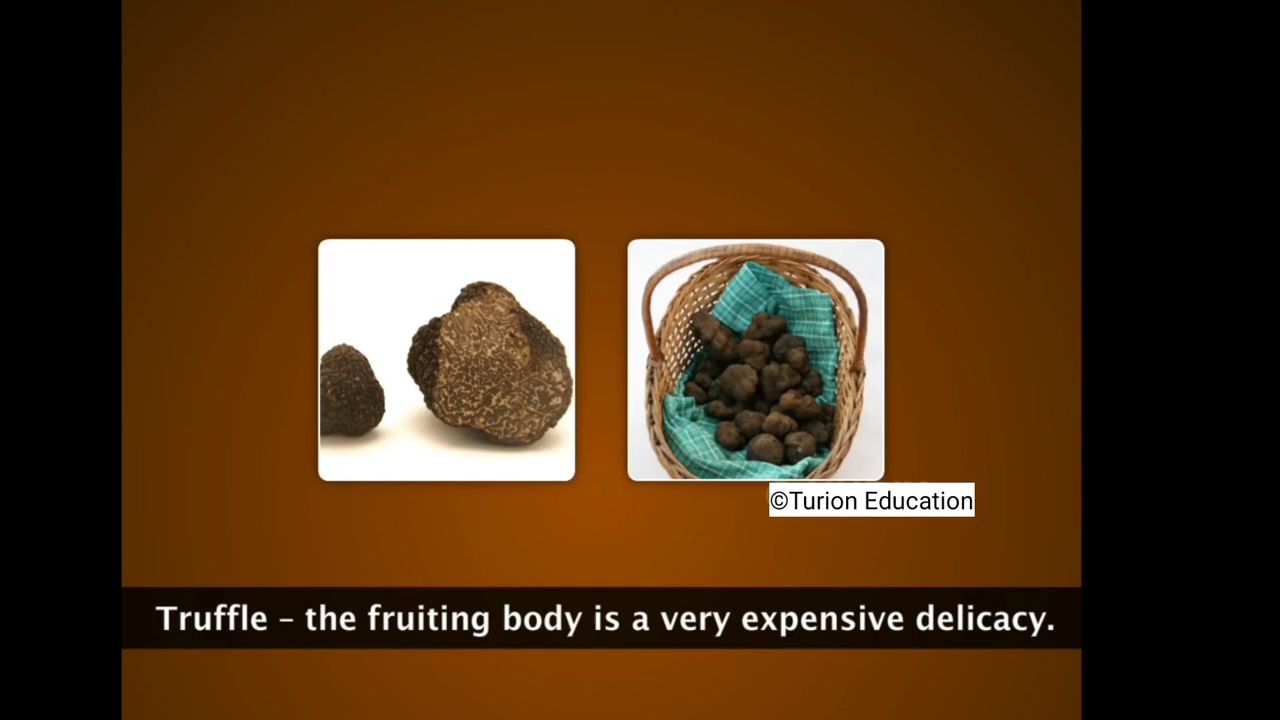 ©Turion Education
Truffle – the fruiting body is a very expensive delicacy.